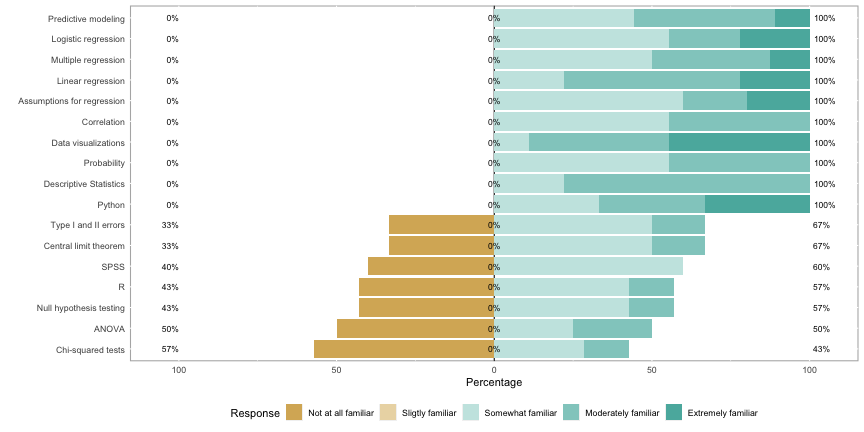 Predictive modeling 0% 0% 100%
Logistic regression 0% 0% 100%
Multiple regression 0% 0% 100%
Linear regression 0% 0% 100%
Assumptions for regression 0% 0% 100%
Correlation 0% 0% 100%
Data visualizations 0% 0% 100%
Probability 0% 0% 100%
Descriptive Statistics 0% 0% 100%
Python 0% 0% 100%
Type I and II errors 33% 0% 67%
Central limit theorem 33% 0% 67%
SPSS 40% 0% 60%
R 43% 0% 57%
Null hypothesis testing 43% 0% 57%
ANOVA 50% 0% 50%
Chi-squared tests 57% 0% 43%
100 50 0 50 100
Percentage
Response Not at all familiar Sligtly familiar Somewhat familiar Moderately familiar Extremely familiar